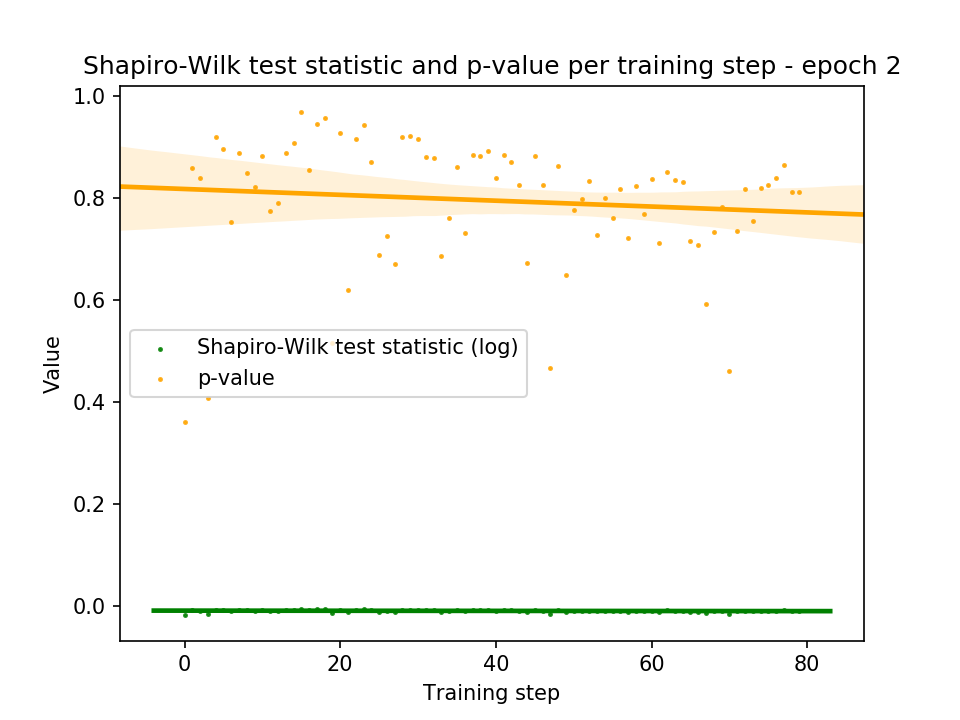 Shapiro-Wilk test statistic and p-value per training step - epoch 2
1.0
0.8
0.6
0.4
0.2
0.0
Value
Shapiro-Wilk test statistic (log)
p-value
0 20 40 60 80
Training step